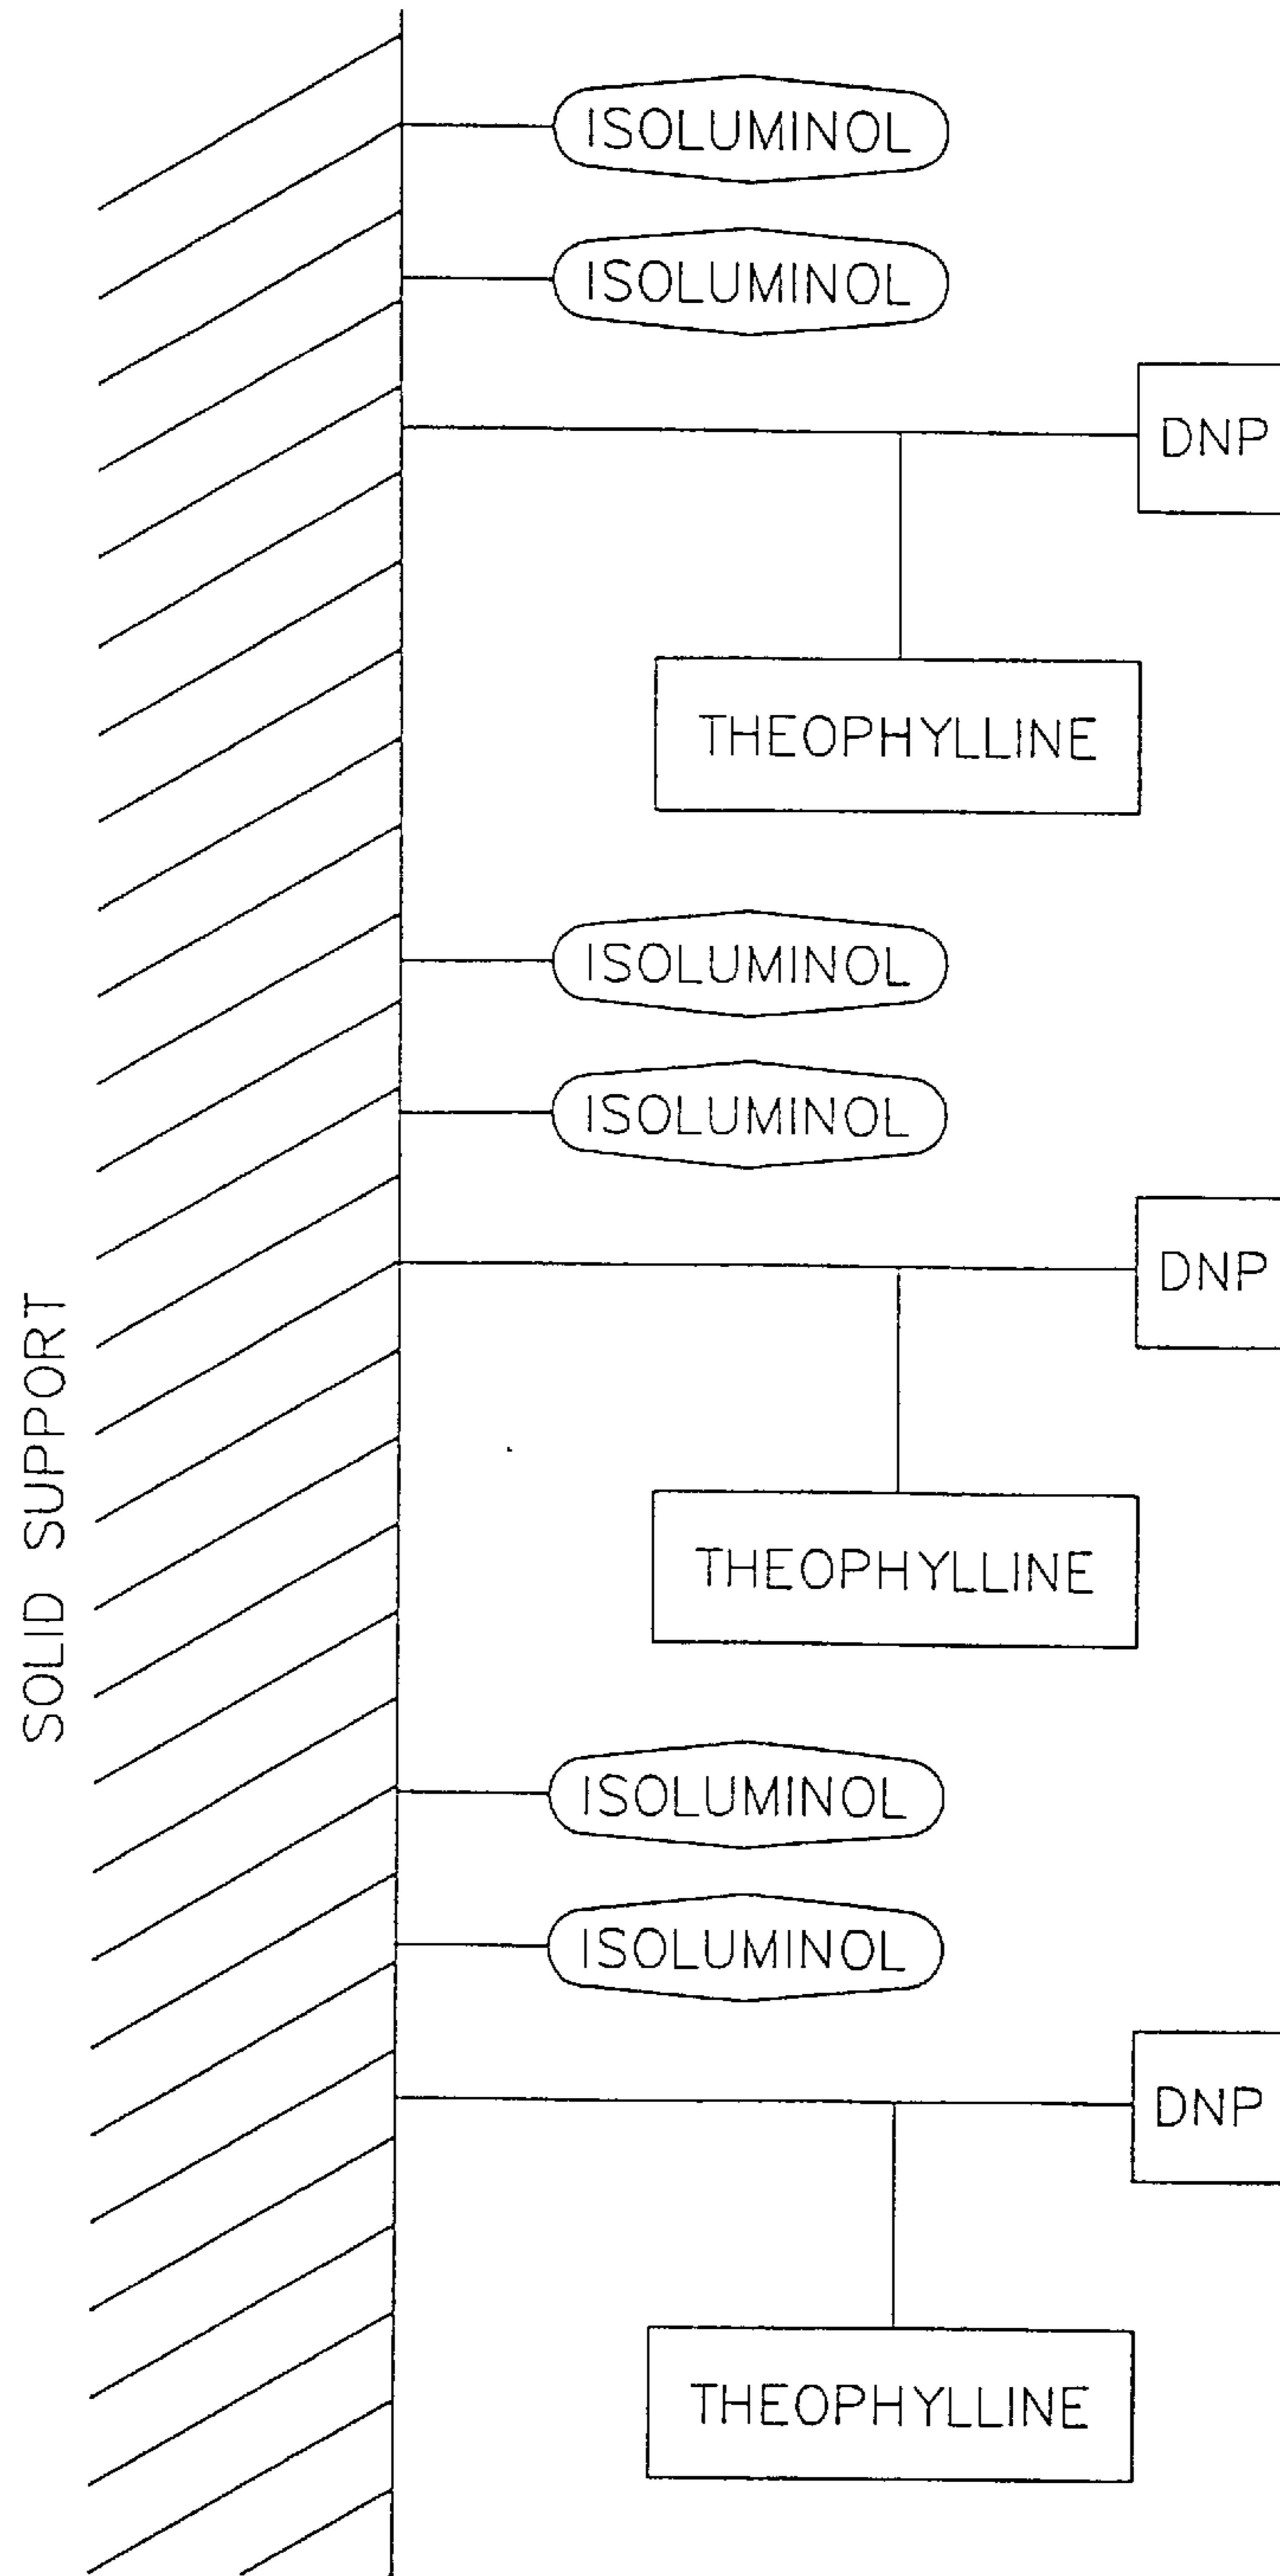 ISOLUMINOL
ISOLUMINOL
DNP
THEOPHYLLINE
ISOLUMINOL
ISOLUMINOL
DNP
SOLID SUPPORT
THEOPHYLLINE
ISOLUMINOL
ISOLUMINOL
DNP
THEOPHYLLINE